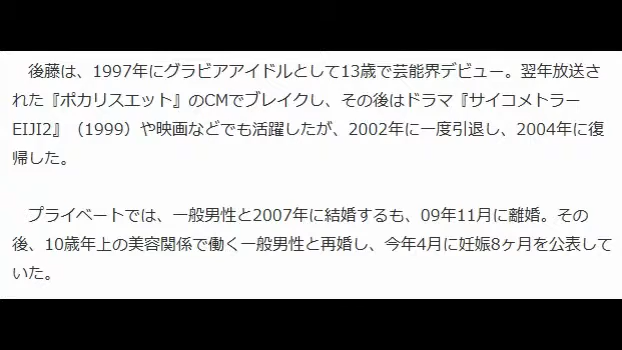 後藤は、1997年にグラビアアイドルとして13歳で芸能界デビュー。翌年放送さ
れた『ポカリスエット』のCMでブレイクし、その後はドラマ『サイコメトラー
EIJI2』（1999）や映画などでも活躍したが、2002年に一度引退し、2004年に復
帰した。
プライベートでは、一般男性と2007年に結婚するも、09年11月に離婚。その
後、10歳年上の美容関係で働く一般男性と再婚し、今年4月に妊娠8ヶ月を公表して
いた。